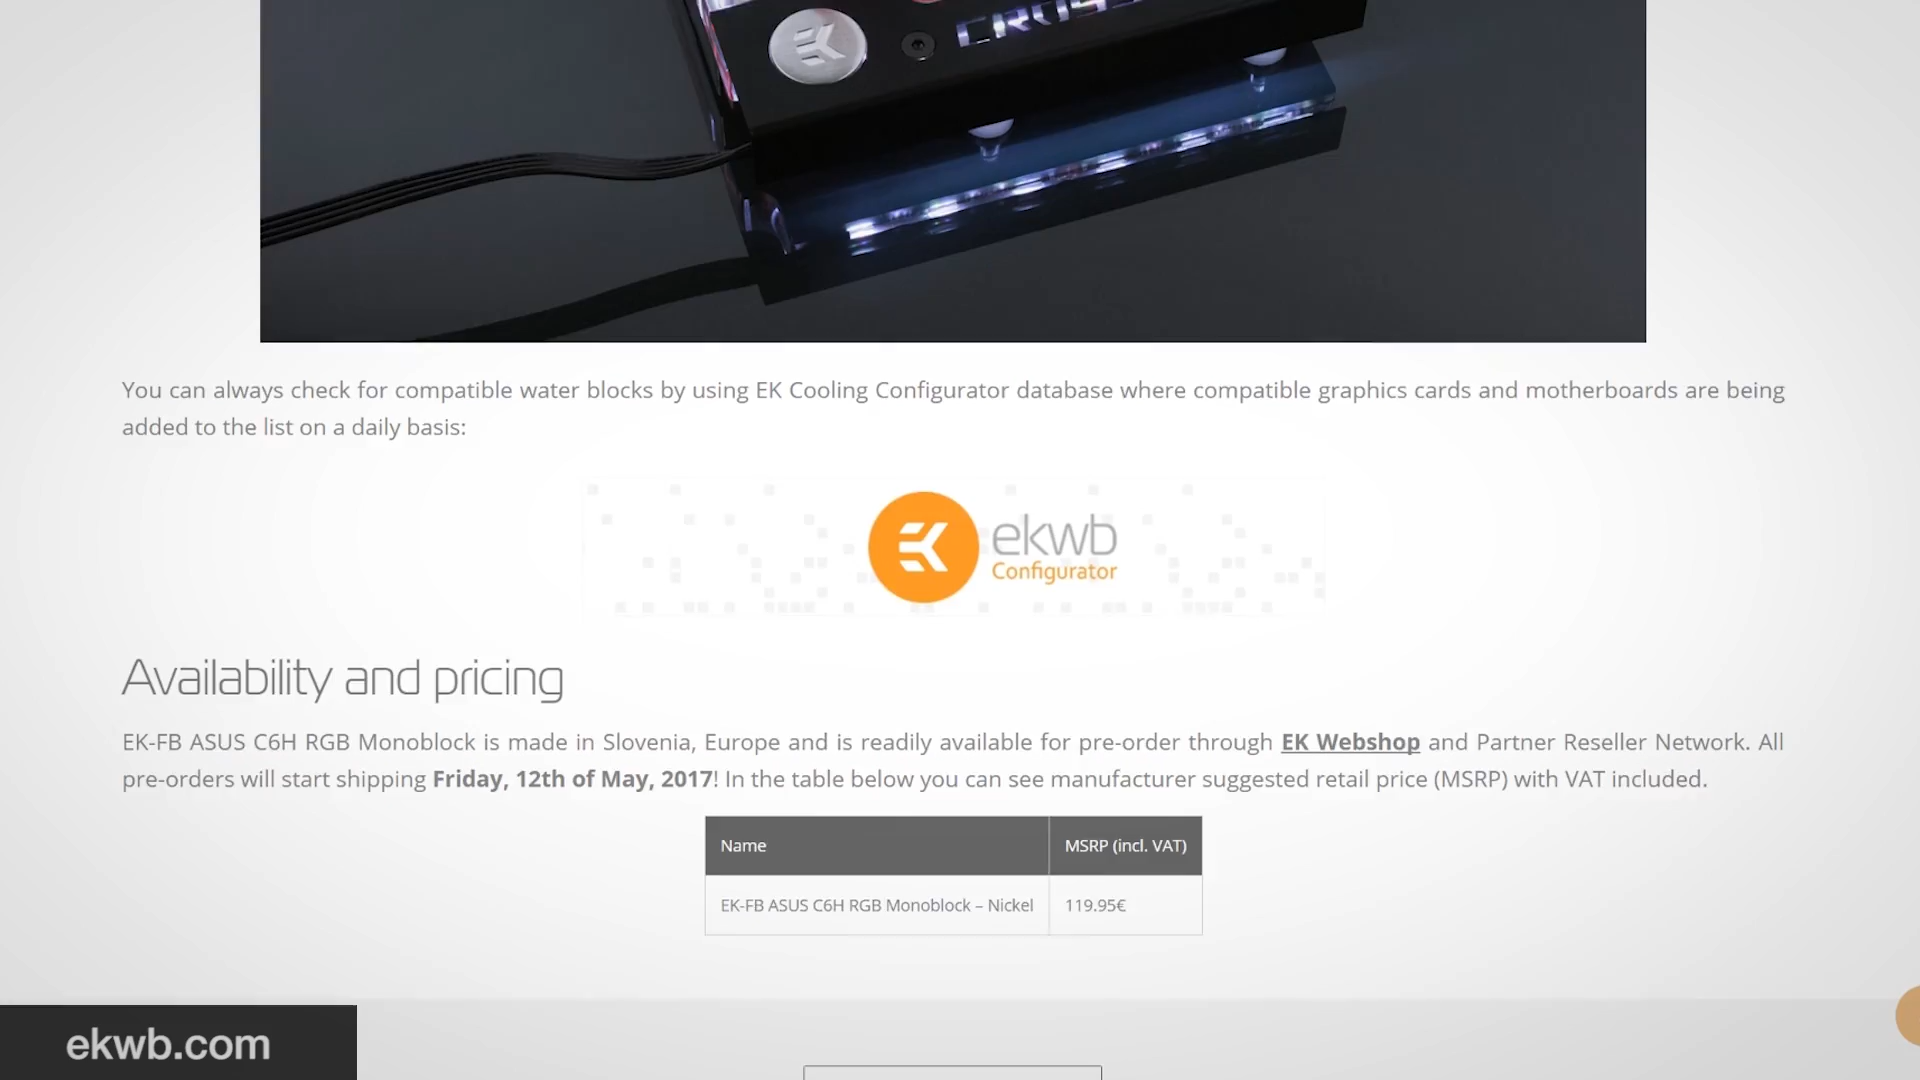 You can always check for compatible water blocks by using EK Cooling Configurator database where compatible graphics cards and motherboards are being
added to the list on a daily basis:
ekwb
Configurator
Availability and pricing
EK-FB ASUS C6H RGB Monoblock is made in Slovenia, Europe and is readily available for pre-order through EK Webshop and Partner Reseller Network. All
pre-orders will start shipping Friday, 12th of May, 2017! In the table below you can see manufacturer suggested retail price (MSRP) with VAT included.
Name MSRP (incl. VAT)
EK-FB ASUS C6H RGB Monoblock – Nickel 119.95€
ekwb.com